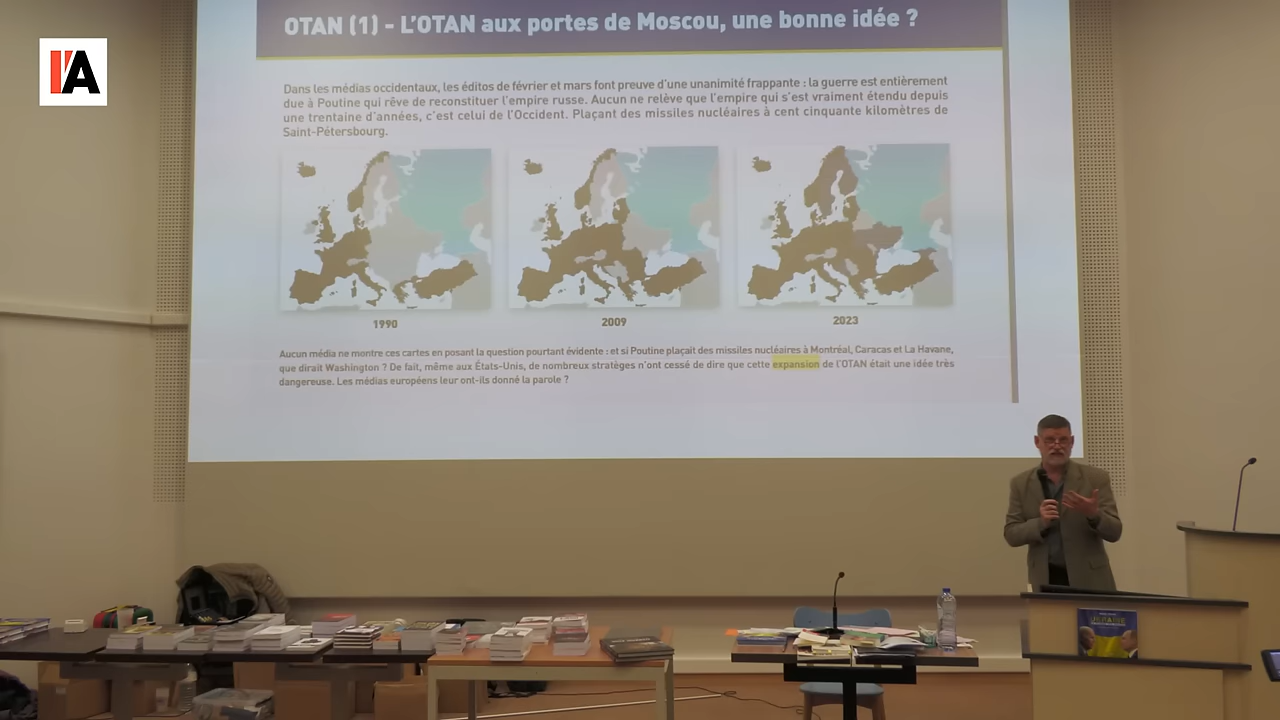 I'A
OTAN (1) - L'OTAN aux portes de Moscou, une bonne idée ?
Dans les médias occidentaux, les éditos de février et mars font preuve d'une unanimité frappante : la guerre est entièrement
due à Poutine qui rêve de reconstituer l'empire russe. Aucun ne relève que l'empire qui s'est vraiment étendu depuis
une trentaine d'années, c'est celui de l'Occident. Plaçant des missiles nucléaires à cent cinquante kilomètres de
Saint-Pétersbourg.
1990
2009
2023
Aucun média ne montre ces cartes en posant la question pourtant évidente : et si Poutine plaçait des missiles nucléaires à Montréal, Caracas et La Havane,
que dirait Washington ? De fait, même aux États-Unis, de nombreux stratèges n'ont cessé de dire que cette expansion de l'OTAN était une idée très
dangereuse. Les médias européens leur ont-ils donné la parole ?
UKRAINE